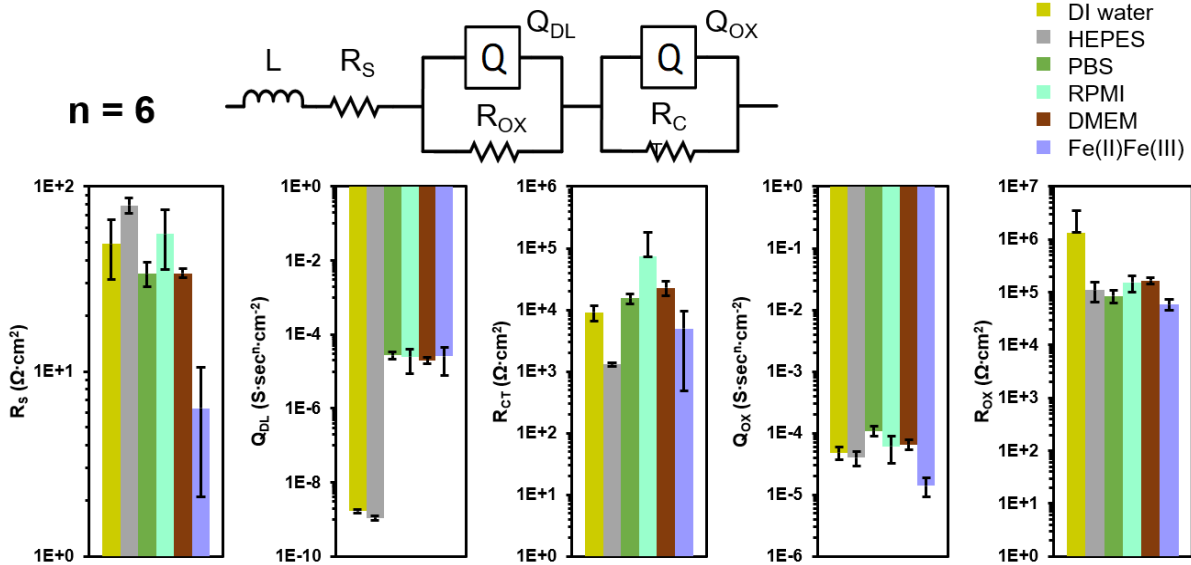 n = 6
L
R_S
Q_DL
Q
R_OX
Q_OX
Q
R_C
T
DI water
HEPES
PBS
RPMI
DMEM
Fe(II)Fe(III)
R_S (Ω·cm2)
1E+2
1E+1
1E+0
Q_DL (S·secⁿ·cm⁻²)
1E+0
1E-2
1E-4
1E-6
1E-8
1E-10
R_CT (Ω·cm²)
1E+6
1E+5
1E+4
1E+3
1E+2
1E+1
1E+0
Q_OX (S·secⁿ·cm⁻²)
1E+0
1E-1
1E-2
1E-3
1E-4
1E-5
1E-6
R_OX (Ω·cm²)
1E+7
1E+6
1E+5
1E+4
1E+3
1E+2
1E+1
1E+0